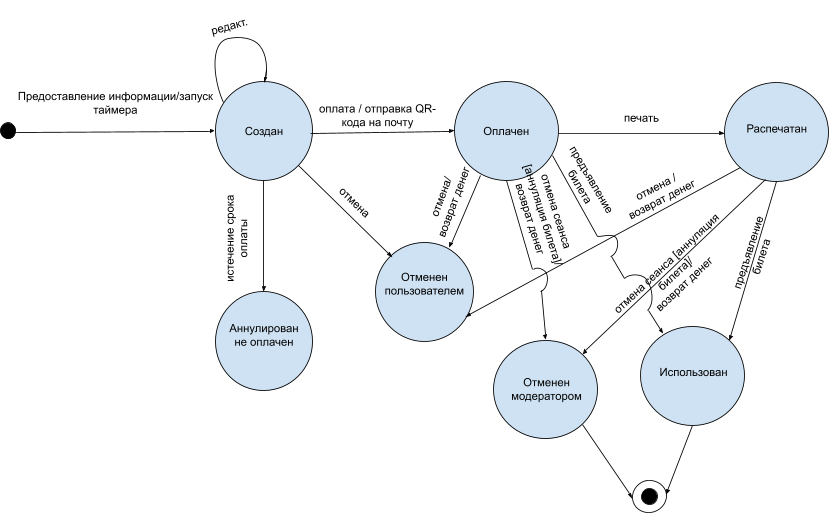 редакт.
Предоставление информации/запуск
таймера
Создан
оплата / отправка QR-
кода на почту
Оплачен
печать
Распечатан
истечение срока
оплаты
отмена
отмена/
возврат денег
отмена сеанса
[аннуляция билета]/
возврат денег
предъявление
билета
отмена /
возврат денег
отмена сеанса [аннуляция
билета]/
возврат денег
предъявление
билета
Отменен
пользователем
Аннулирован
не оплачен
Отменен
модератором
Использован